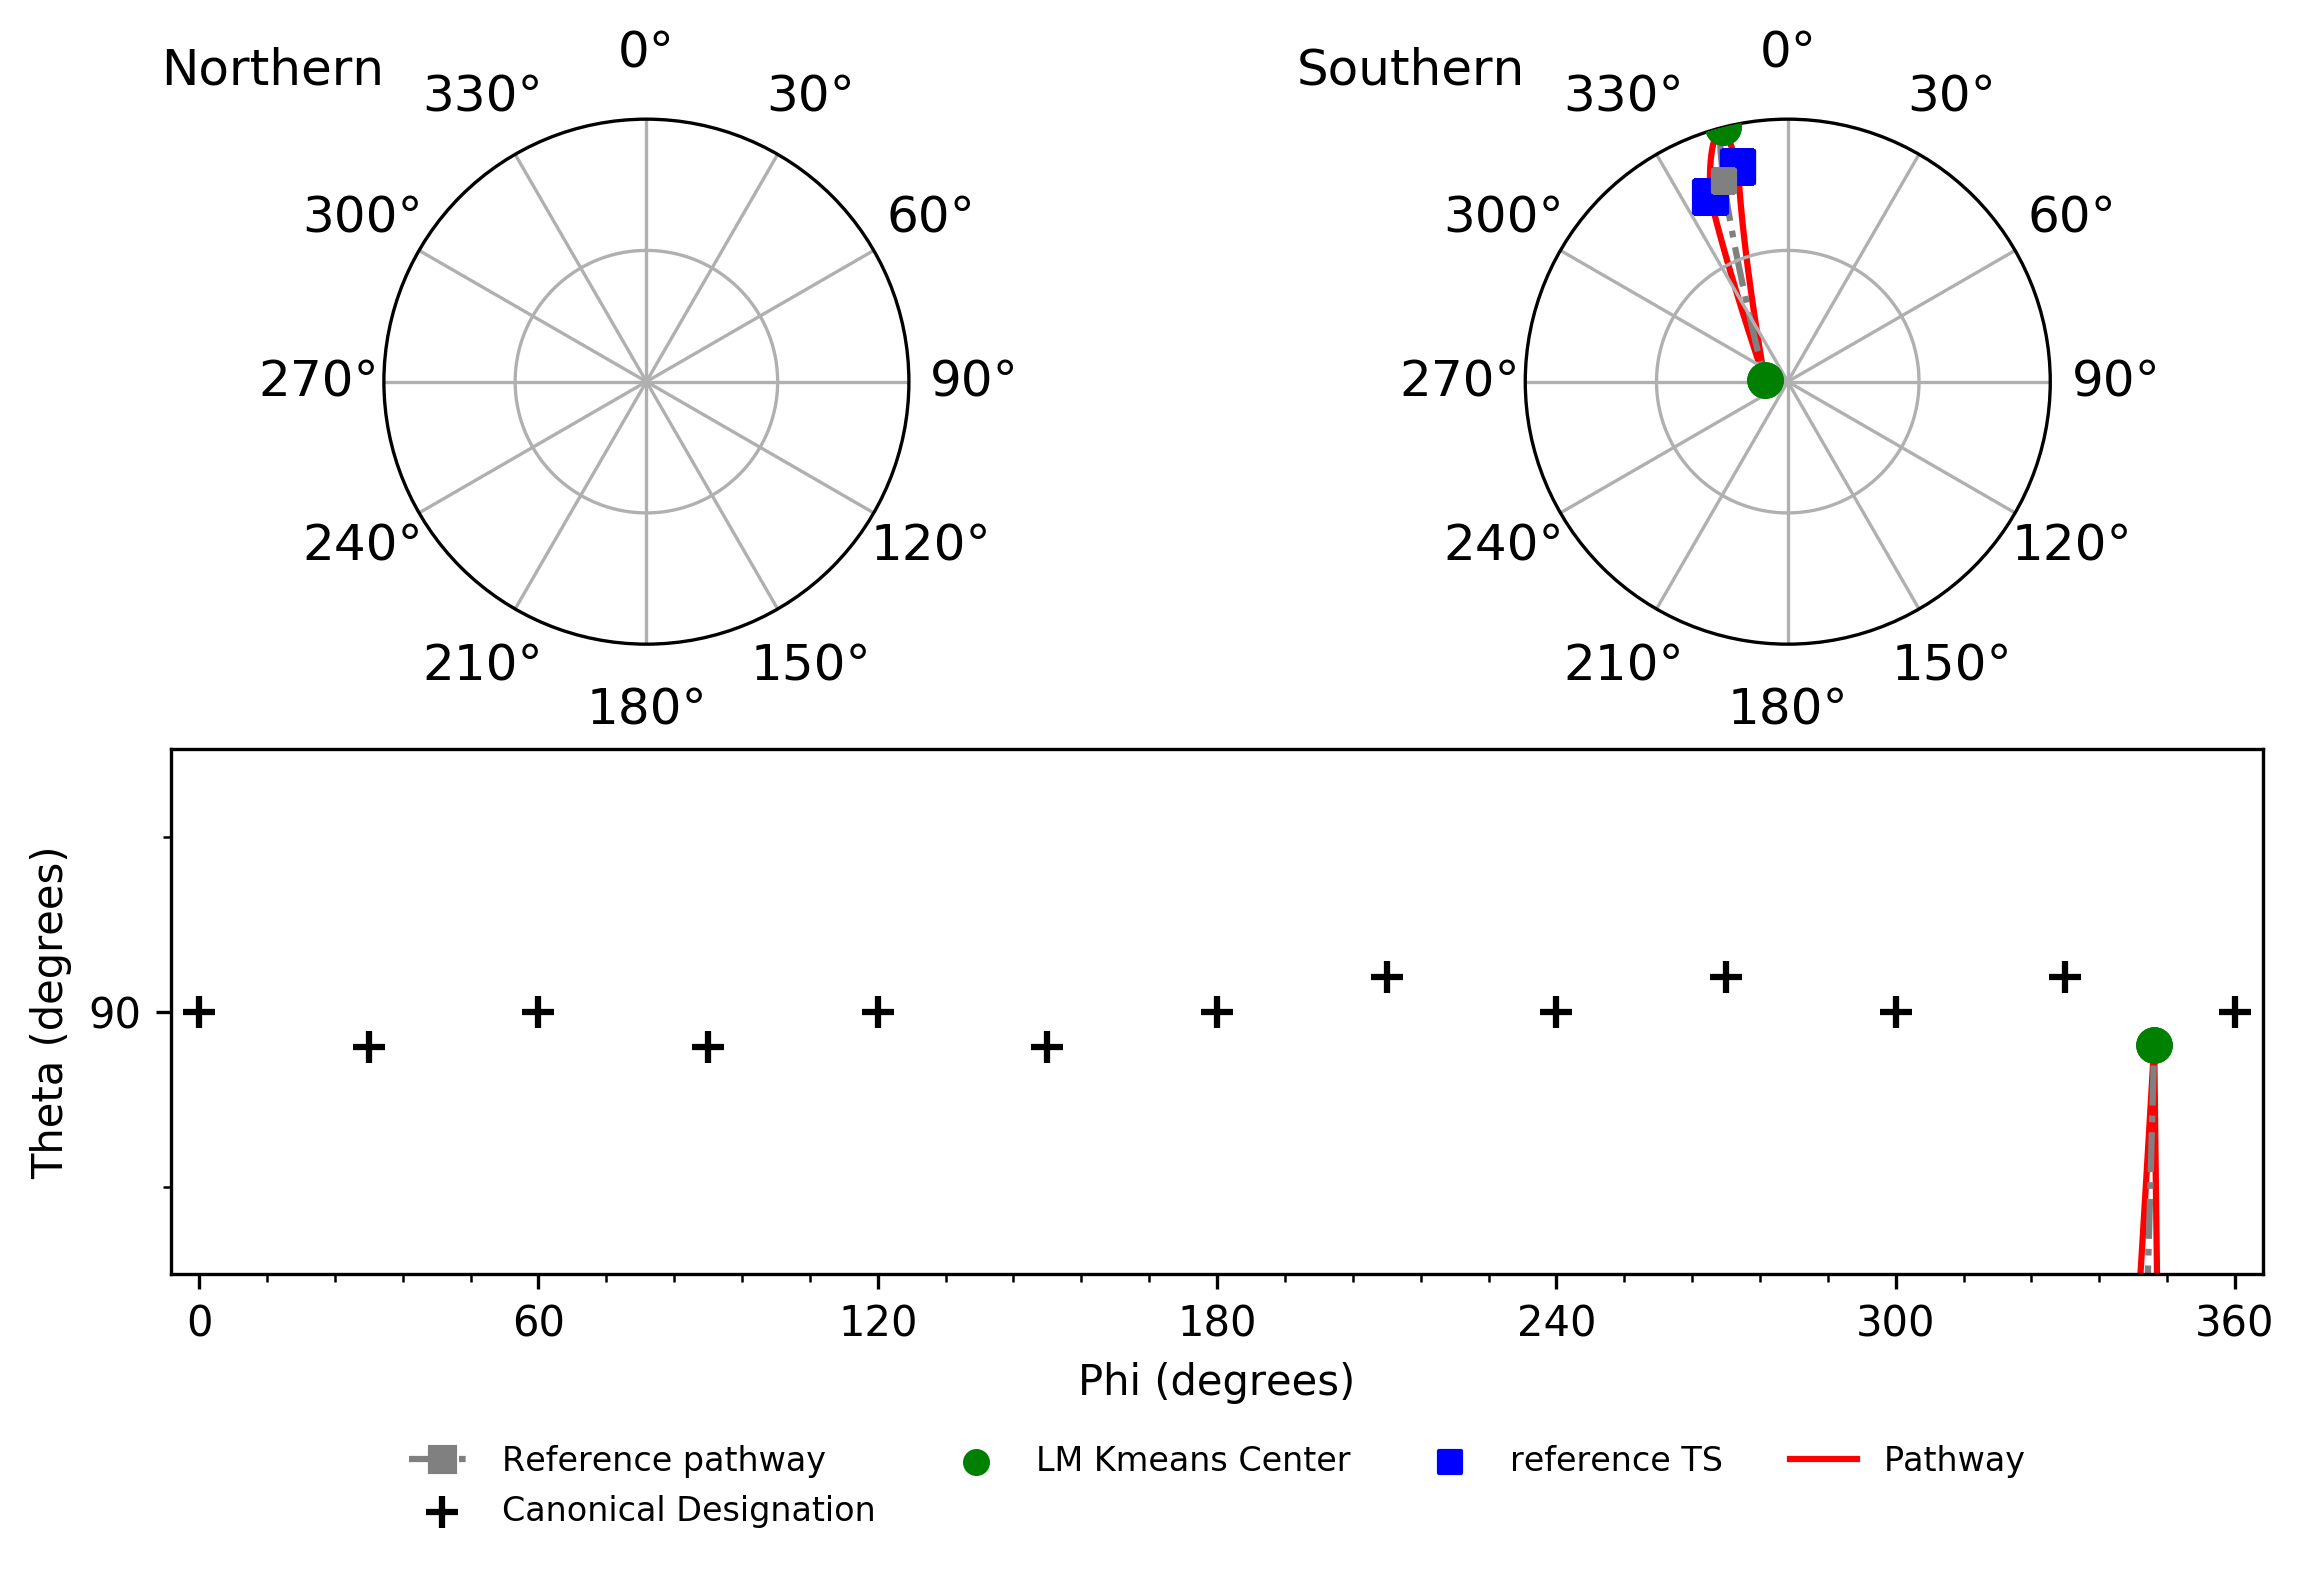 Northern
0°
330°
30°
300°
60°
270°
90°
240°
120°
210°
150°
180°
Southern
0°
330°
30°
300°
60°
270°
90°
240°
120°
210°
150°
180°
Theta (degrees)
90
0 60 120 180 240 300 360
Phi (degrees)
Reference pathway
Canonical Designation
LM Kmeans Center
reference TS
Pathway